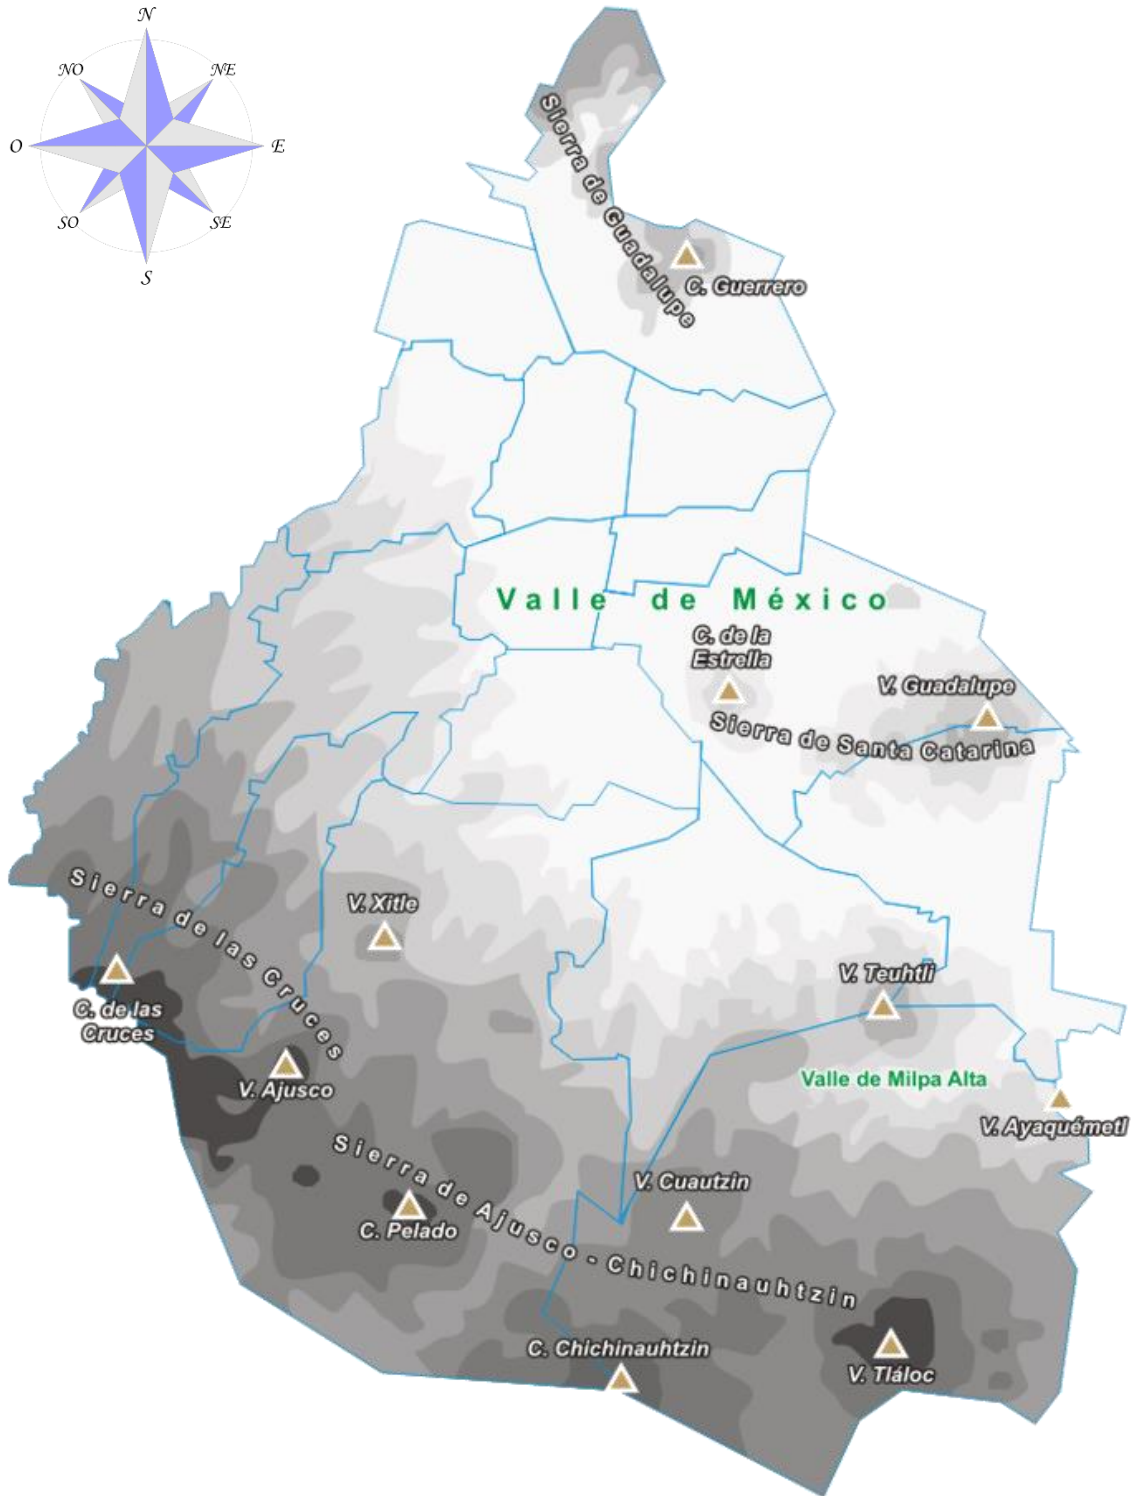 N
NO
NE
O
E
SO
SE
S
Sierra de Guadalupe
C. Guerrero
Valle de México
C. de la
Estrella
V. Guadalupe
Sierra de Santa Catarina
Sierra de las Cruces
V. Xitle
C. de las
Cruces
V. Teuhtli
V. Ajusco
Valle de Milpa Alta
V. Ayaquémetl
Sierra de Ajusco - Chichinauhtzin
V. Cuautzin
C. Pelado
C. Chichinauhtzin
V. Tláloc